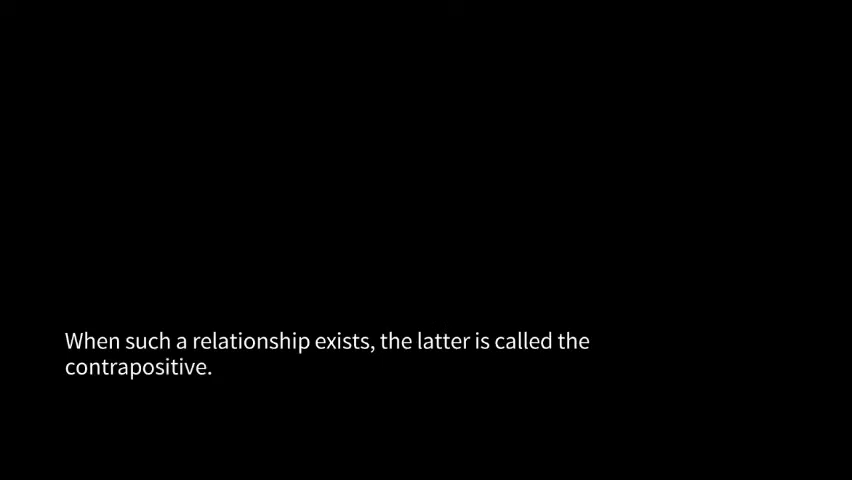 When such a relationship exists, the latter is called the
contrapositive.